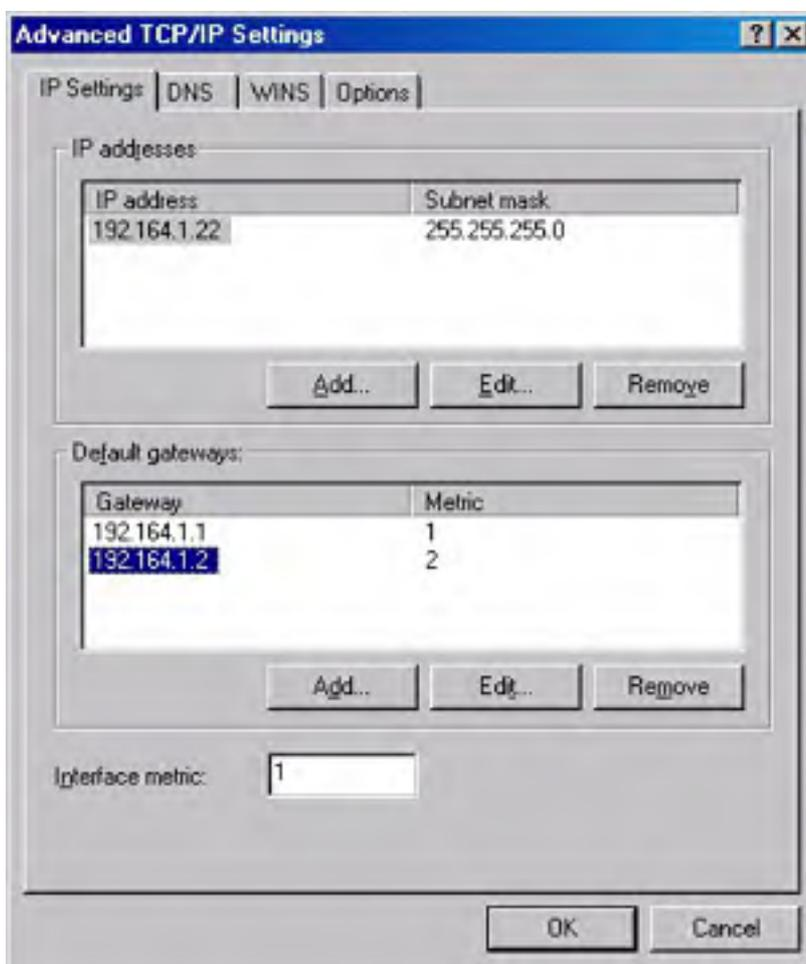 Advanced TCP/IP Settings
IP Settings DNS WINS Options
IP addresses
IP address Subnet mask
192.164.1.22 255.255.255.0
Add... Edit... Remove
Default gateways:
Gateway Metric
192.164.1.1 1
192.164.1.2 2
Add... Edit... Remove
Interface metric: 1
OK Cancel